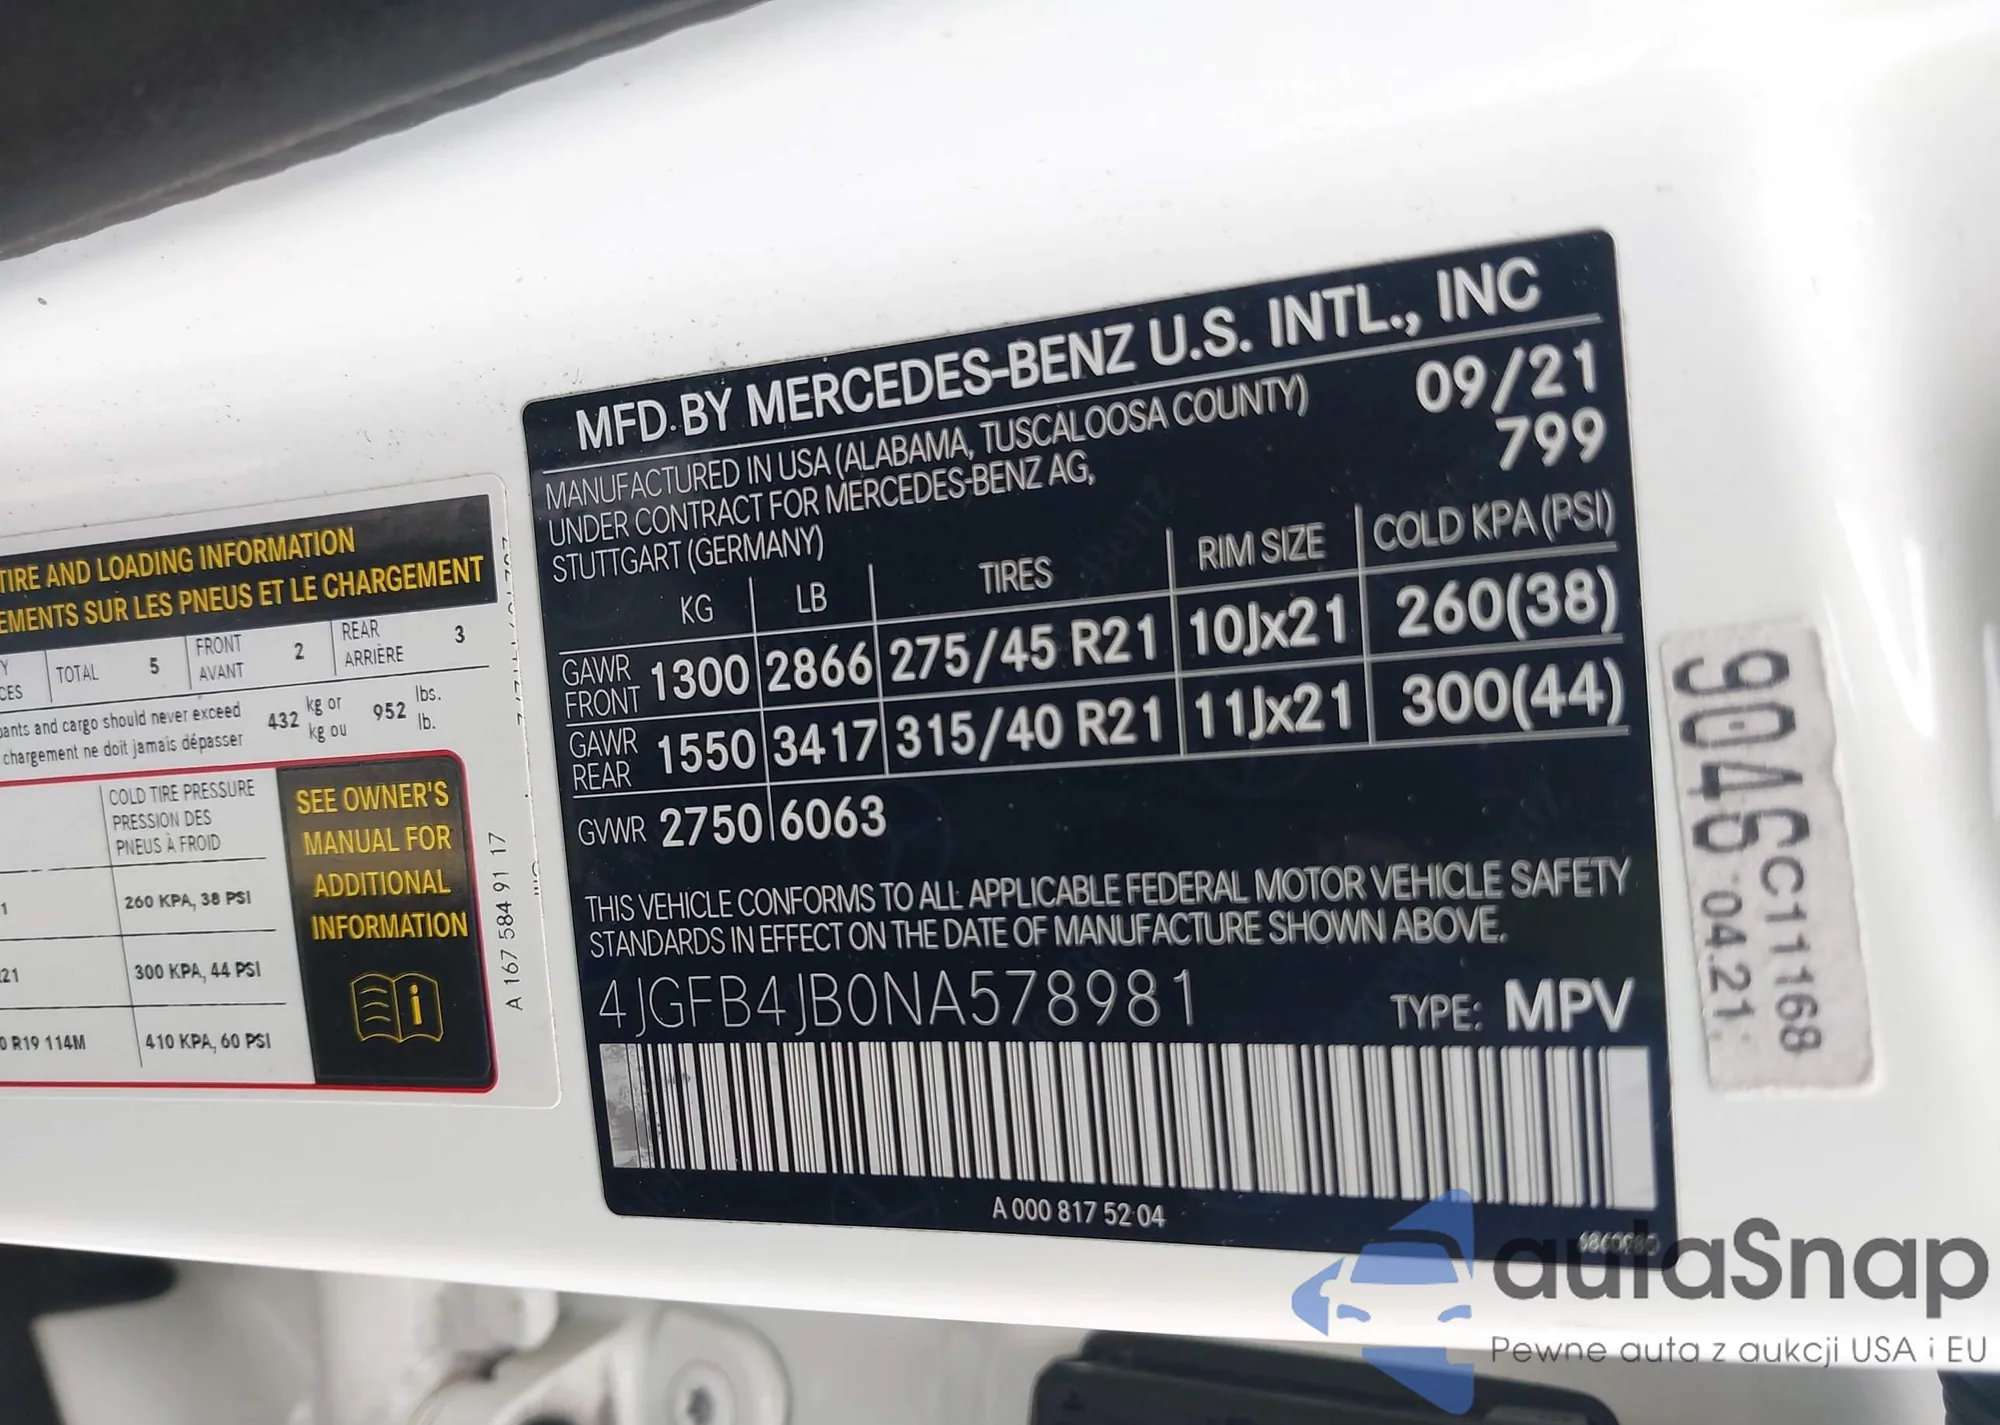 MFD. BY MERCEDES-BENZ U.S. INTL., INC
MANUFACTURED IN USA (ALABAMA, TUSCALOOSA COUNTY)
UNDER CONTRACT FOR MERCEDES-BENZ AG,
STUTTGART (GERMANY)
09/21
799
KG LB TIRES RIM SIZE COLD KPA (PSI)
GAWR FRONT 1300 2866 275/45 R21 10Jx21 260(38)
GAWR REAR 1550 3417 315/40 R21 11Jx21 300(44)
GVWR 2750 6063
THIS VEHICLE CONFORMS TO ALL APPLICABLE FEDERAL MOTOR VEHICLE SAFETY
STANDARDS IN EFFECT ON THE DATE OF MANUFACTURE SHOWN ABOVE.
4JGFB4JB0NA578981 TYPE: MPV
A 000 817 52 04
TIRE AND LOADING INFORMATION
EMENTS SUR LES PNEUS ET LE CHARGEMENT
TOTAL 5 FRONT AVANT 2 REAR ARRIÈRE 3
pants and cargo should never exceed
chargement ne doit jamais dépasser
432 kg or kg ou 952 lbs. lb.
COLD TIRE PRESSURE
PRESSION DES
PNEUS À FROID
1 260 KPA, 38 PSI
21 300 KPA, 44 PSI
0 R19 114M 410 KPA, 60 PSI
SEE OWNER'S
MANUAL FOR
ADDITIONAL
INFORMATION
A 167 584 91 17
C11168
04.21
autaSnap
Pewne auta z aukcji USA i EU